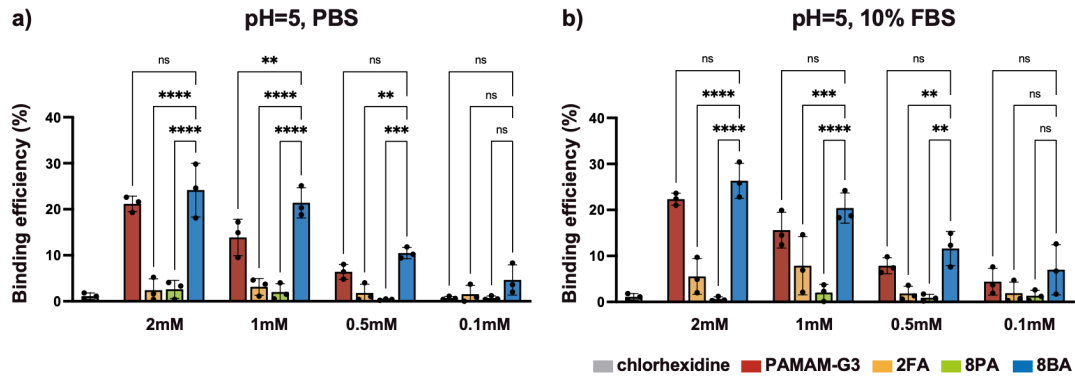 a) pH=5, PBS
ns ** ns ns
**** **** ** ns
**** **** *** ns
Binding efficiency (%)
40
30
20
10
0
2mM 1mM 0.5mM 0.1mM
b) pH=5, 10% FBS
ns ns ns ns
**** *** ** ns
**** **** ** ns
Binding efficiency (%)
40
30
20
10
0
2mM 1mM 0.5mM 0.1mM
chlorhexidine PAMAM-G3 2FA 8PA 8BA